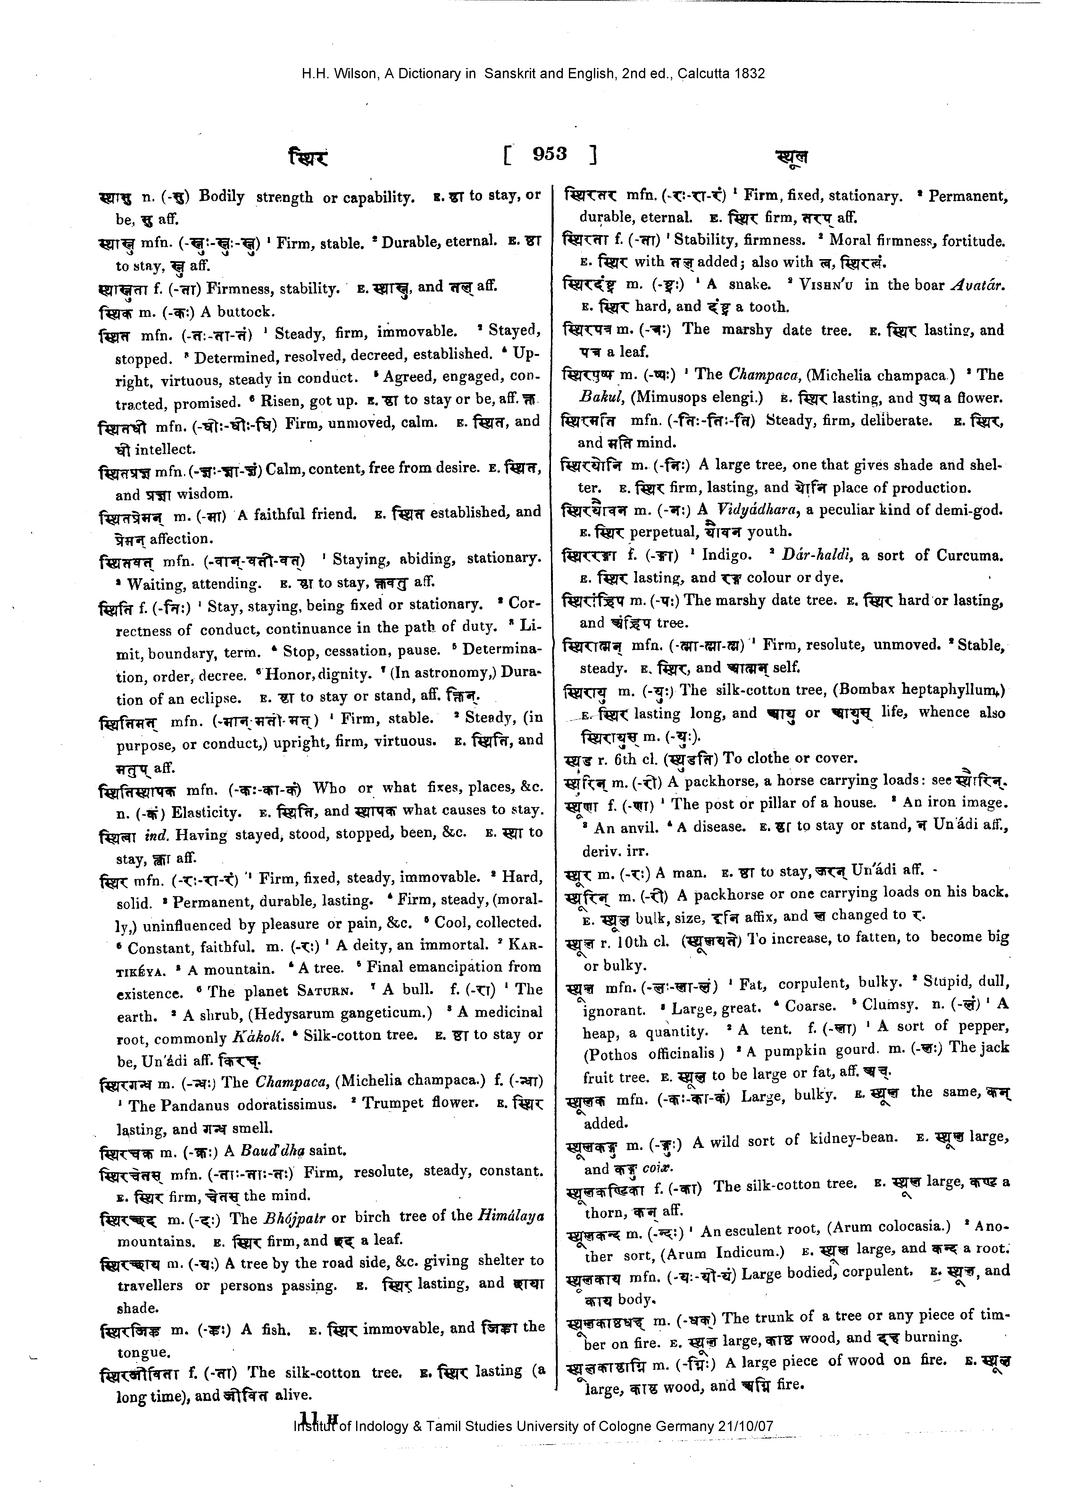 H.H. Wilson, A Dictionary in Sanskrit and English, 2nd ed., Calcutta 1832
स्थिर [ 953 ] स्थूल
स्थासु n. (-सु) Bodily strength or capability. E. ष्ठा to stay, or
be, सु aff.
स्थास्नु mfn. (-स्नुः-स्नुः-स्नु) ¹ Firm, stable. ² Durable, eternal. E. ष्ठा
to stay, स्नु aff.
स्थास्नुता f. (-ता) Firmness, stability. E. स्थास्नु, and तल् aff.
स्थिक m. (-कः) A buttock.
स्थित mfn. (-तः-ता-तं) ¹ Steady, firm, immovable. ² Stayed,
stopped. ³ Determined, resolved, decreed, established. ⁴ Up-
right, virtuous, steady in conduct. ⁵ Agreed, engaged, con-
tracted, promised. ⁶ Risen, got up. E. ष्ठा to stay or be, aff. क्त.
स्थितधी mfn. (-धीः-धीः-धि) Firm, unmoved, calm. E. स्थित, and
धी intellect.
स्थितप्रज्ञ mfn. (-ज्ञः-ज्ञा-ज्ञं) Calm, content, free from desire. E. स्थित,
and प्रज्ञा wisdom.
स्थितप्रेमन् m. (-मा) A faithful friend. E. स्थित established, and
प्रेमन् affection.
स्थितवत् mfn. (-वान्-वती-वत्) ¹ Staying, abiding, stationary.
² Waiting, attending. E. ष्ठा to stay, क्तवतु aff.
स्थिति f. (-तिः) ¹ Stay, staying, being fixed or stationary. ² Cor-
rectness of conduct, continuance in the path of duty. ³ Li-
mit, boundary, term. ⁴ Stop, cessation, pause. ⁵ Determina-
tion, order, decree. ⁶ Honor, dignity. ⁷ (In astronomy,) Dura-
tion of an eclipse. E. ष्ठा to stay or stand, aff. क्तिन्.
स्थितिमत् mfn. (-मान्-मती-मत्) ¹ Firm, stable. ² Steady, (in
purpose, or conduct,) upright, firm, virtuous. E. स्थिति, and
मतुप् aff.
स्थितिस्थापक mfn. (-कः-का-कं) Who or what fixes, places, &c.
n. (-कं) Elasticity. E. स्थिति, and स्थापक what causes to stay.
स्थित्वा ind. Having stayed, stood, stopped, been, &c. E. स्था to
stay, क्त्वा aff.
स्थिर mfn. (-रः-रा-रं) ¹ Firm, fixed, steady, immovable. ² Hard,
solid. ³ Permanent, durable, lasting. ⁴ Firm, steady, (moral-
ly,) uninfluenced by pleasure or pain, &c. ⁵ Cool, collected.
⁶ Constant, faithful. m. (-रः) ¹ A deity, an immortal. ² KAR-
TIKÉYA. ³ A mountain. ⁴ A tree. ⁵ Final emancipation from
existence. ⁶ The planet SATURN. ⁷ A bull. f. (-रा) ¹ The
earth. ² A shrub, (Hedysarum gangeticum.) ³ A medicinal
root, commonly Kákolí. ⁴ Silk-cotton tree. E. ष्ठा to stay or
be, Un'ádi aff. किरच्.
स्थिरगन्ध m. (-न्धः) The Champaca, (Michelia champaca.) f. (-न्धा)
¹ The Pandanus odoratissimus. ² Trumpet flower. E. स्थिर
lasting, and गन्ध smell.
स्थिरचक्र m. (-क्रः) A Baud'dha saint.
स्थिरचेतस् mfn. (-ताः-ताः-तः) Firm, resolute, steady, constant.
E. स्थिर firm, चेतस् the mind.
स्थिरच्छद m. (-दः) The Bhójpatr or birch tree of the Himálaya
mountains. E. स्थिर firm, and छद a leaf.
स्थिरच्छाय m. (-यः) A tree by the road side, &c. giving shelter to
travellers or persons passing. E. स्थिर lasting, and छाया
shade.
स्थिरजिह्व m. (-ह्वः) A fish. E. स्थिर immovable, and जिह्वा the
tongue.
स्थिरजीविता f. (-ता) The silk-cotton tree. E. स्थिर lasting (a
long time), and जीवित alive.
स्थिरतर mfn. (-रः-रा-रं) ¹ Firm, fixed, stationary. ² Permanent,
durable, eternal. E. स्थिर firm, तरप् aff.
स्थिरता f. (-ता) ¹ Stability, firmness. ² Moral firmness, fortitude.
E. स्थिर with तल् added; also with त्व, स्थिरत्वं.
स्थिरदंष्ट्र m. (-ष्ट्रः) ¹ A snake. ² VISHN'U in the boar Avatár.
E. स्थिर hard, and दंष्ट्र a tooth.
स्थिरपत्र m. (-त्रः) The marshy date tree. E. स्थिर lasting, and
पत्र a leaf.
स्थिरपुष्प m. (-ष्पः) ¹ The Champaca, (Michelia champaca.) ² The
Bakul, (Mimusops elengi.) E. स्थिर lasting, and पुष्प a flower.
स्थिरमति mfn. (-तिः-तिः-ति) Steady, firm, deliberate. E. स्थिर,
and मति mind.
स्थिरयोनि m. (-निः) A large tree, one that gives shade and shel-
ter. E. स्थिर firm, lasting, and योनि place of production.
स्थिरयौवन m. (-नः) A Vidyádhara, a peculiar kind of demi-god.
E. स्थिर perpetual, यौवन youth.
स्थिररङ्गा f. (-ङ्गा) ¹ Indigo. ² Dár-haldi, a sort of Curcuma.
E. स्थिर lasting, and रङ्ग colour or dye.
स्थिरांह्रिप m. (-पः) The marshy date tree. E. स्थिर hard or lasting,
and अंह्रिप tree.
स्थिरात्मन् mfn. (-त्मा-त्मा-त्म) ¹ Firm, resolute, unmoved. ² Stable,
steady. E. स्थिर, and आत्मन् self.
स्थिरायु m. (-युः) The silk-cotton tree, (Bombax heptaphyllum,)
E. स्थिर lasting long, and आयु or आयुस् life, whence also
स्थिरायुस् m. (-युः).
स्थुड r. 6th cl. (स्थुडति) To clothe or cover.
स्थुरिन् m. (-री) A packhorse, a horse carrying loads: see स्थौरिन्.
स्थूणा f. (-णा) ¹ The post or pillar of a house. ² An iron image.
³ An anvil. ⁴ A disease. E. ष्ठा to stay or stand, न Un'ádi aff.,
deriv. irr.
स्थूर m. (-रः) A man. E. ष्ठा to stay, ऊरन् Un'ádi aff.
स्थूरिन् m. (-री) A packhorse or one carrying loads on his back.
E. स्थूल bulk, size, इनि affix, and ल changed to र.
स्थूल r. 10th cl. (स्थूलयते) To increase, to fatten, to become big
or bulky.
स्थूल mfn. (-लः-ला-लं) ¹ Fat, corpulent, bulky. ² Stupid, dull,
ignorant. ³ Large, great. ⁴ Coarse. ⁵ Clumsy. n. (-लं) ¹ A
heap, a quantity. ² A tent. f. (-ला) ¹ A sort of pepper,
(Pothos officinalis ) ² A pumpkin gourd. m. (-लः) The jack
fruit tree. E. स्थूल to be large or fat, aff. अच्.
स्थूलक mfn. (-कः-का-कं) Large, bulky. E. स्थूल the same, कन्
added.
स्थूलकङ्गु m. (-ङ्गुः) A wild sort of kidney-bean. E. स्थूल large,
and कङ्गु coix.
स्थूलकण्टिका f. (-का) The silk-cotton tree. E. स्थूल large, कण्ट a
thorn, कन् aff.
स्थूलकन्द m. (-न्दः) ¹ An esculent root, (Arum colocasia.) ² Ano-
ther sort, (Arum Indicum.) E. स्थूल large, and कन्द a root.
स्थूलकाय mfn. (-यः-यो-यं) Large bodied, corpulent. E. स्थूल, and
काय body.
स्थूलकाष्ठधक् m. (-धक्) The trunk of a tree or any piece of tim-
ber on fire. E. स्थूल large, काष्ठ wood, and दह burning.
स्थूलकाष्ठाग्नि m. (-ग्निः) A large piece of wood on fire. E. स्थूल
large, काष्ठ wood, and अग्नि fire.
11 H
Institut of Indology & Tamil Studies University of Cologne Germany 21/10/07